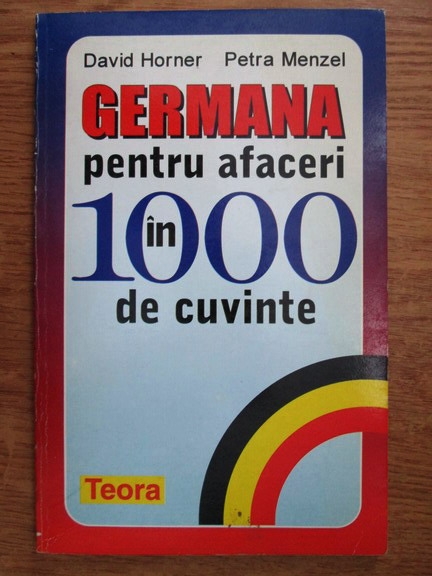 David Horner Petra Menzel
GERMANA
pentru afaceri
în
1000
de cuvinte
Teora